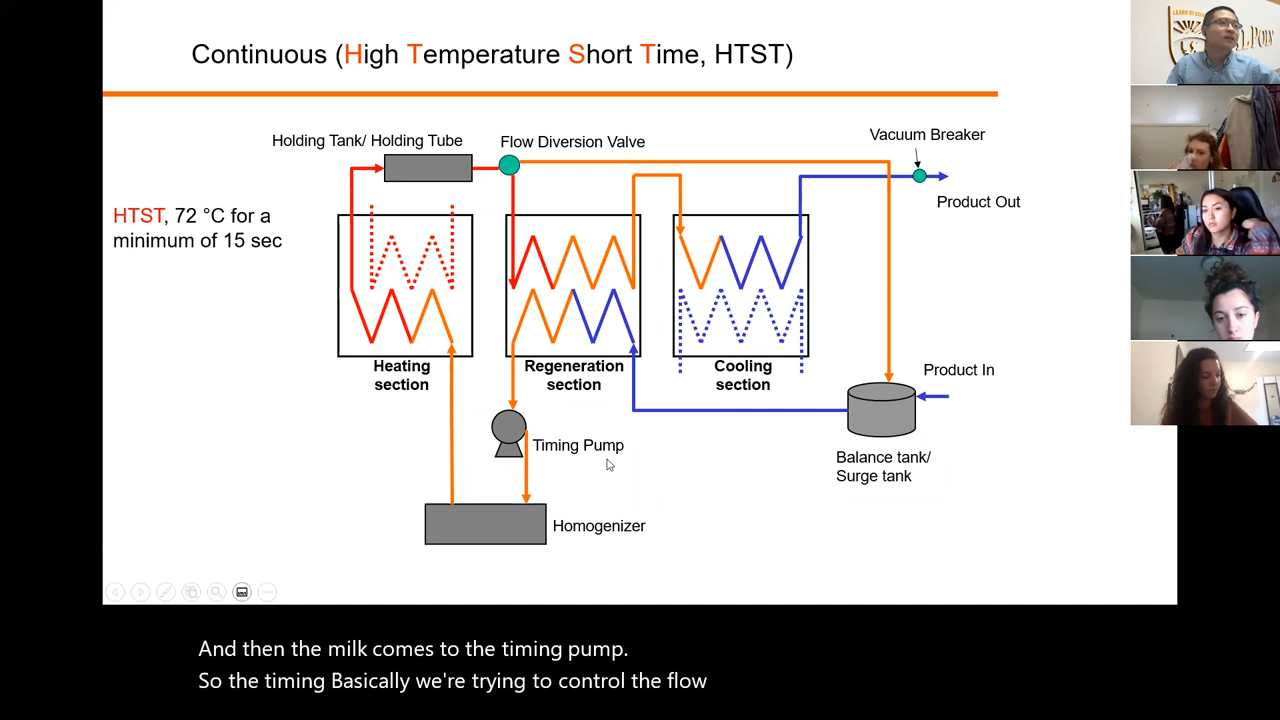 Continuous (High Temperature Short Time, HTST)
Holding Tank/ Holding Tube
Flow Diversion Valve
Vacuum Breaker
Product Out
HTST, 72 °C for a
minimum of 15 sec
Heating
section
Regeneration
section
Cooling
section
Product In
Timing Pump
Balance tank/
Surge tank
Homogenizer
And then the milk comes to the timing pump.
So the timing Basically we're trying to control the flow